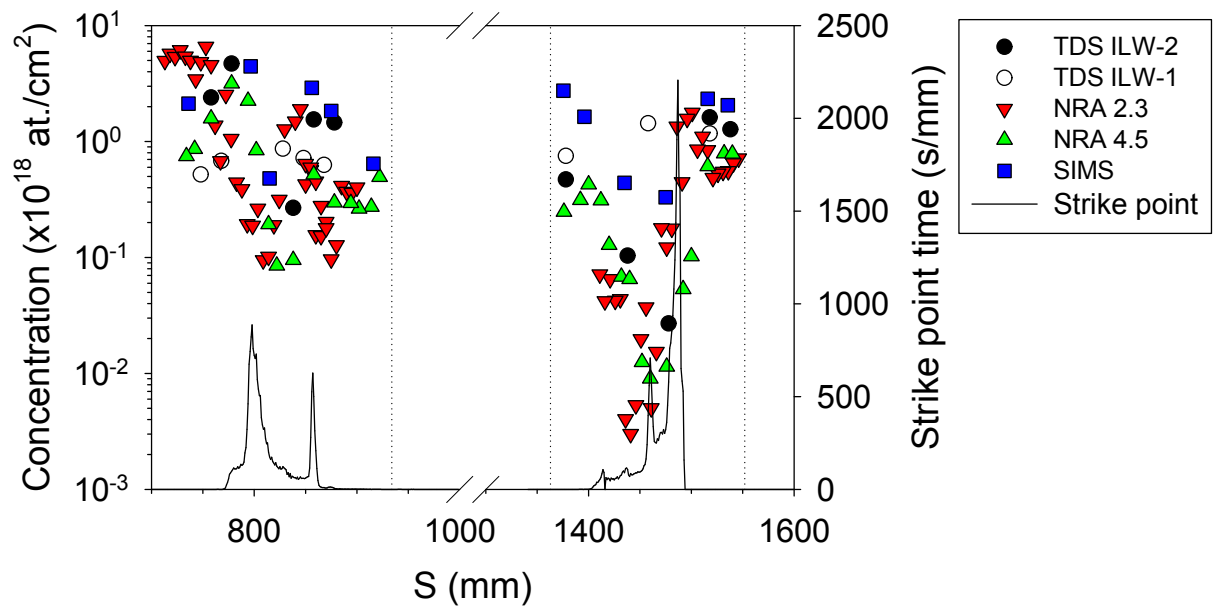 Concentration (x10^18 at./cm^2)
10^1
10^0
10^-1
10^-2
10^-3
2500
2000
1500
1000
500
0
Strike point time (s/mm)
800
1000
1400
1600
S (mm)
TDS ILW-2
TDS ILW-1
NRA 2.3
NRA 4.5
SIMS
Strike point